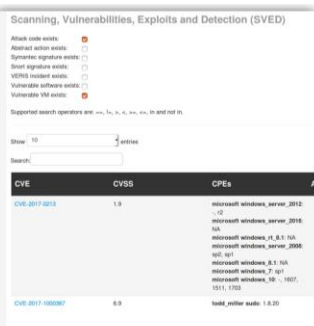 Scanning, Vulnerabilities, Exploits and Detection (SVED)
Attack code exists:
Abstract action exists:
Symantec signature exists:
Snort signature exists:
VERIS incident exists:
Vulnerable software exists:
Vulnerable VM exists:
Supported search operators are: ==, !=, >, <, >=, <=, in and not in.
Show 10 entries
Search:
CVE CVSS CPEs A
CVE-2017-0213 1.9 microsoft windows_server_2012:
-, r2
microsoft windows_server_2016:
NA
microsoft windows_rt_8.1: NA
microsoft windows_server_2008:
sp2, sp1
microsoft windows_8.1: NA
microsoft windows_7: sp1
microsoft windows_10: -, 1607,
1511, 1703
CVE-2017-1000367 6.9 todd_miller sudo: 1.8.20